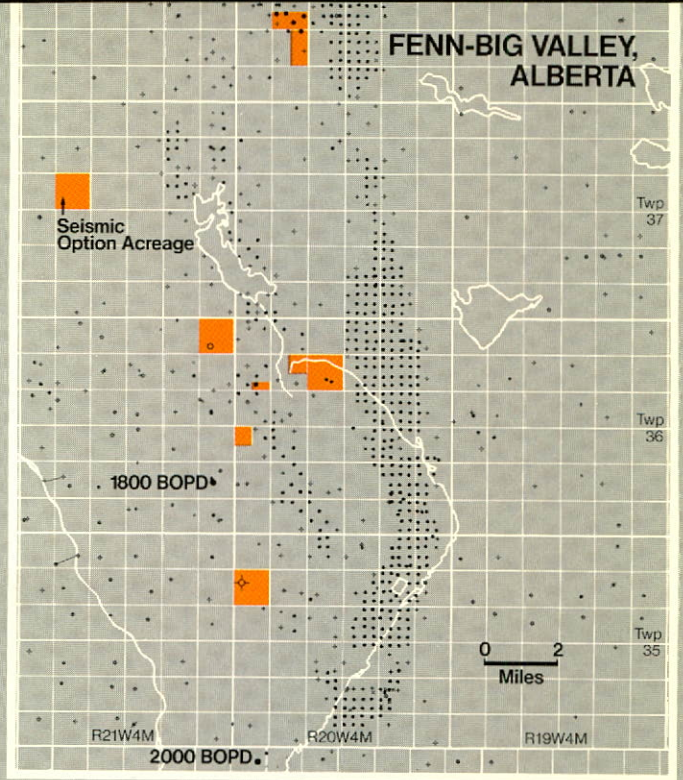 FENN-BIG VALLEY,
ALBERTA
Twp
37
Seismic
Option Acreage
Twp
36
1800 BOPD
Twp
35
0 2
Miles
R21W4M R20W4M R19W4M
2000 BOPD